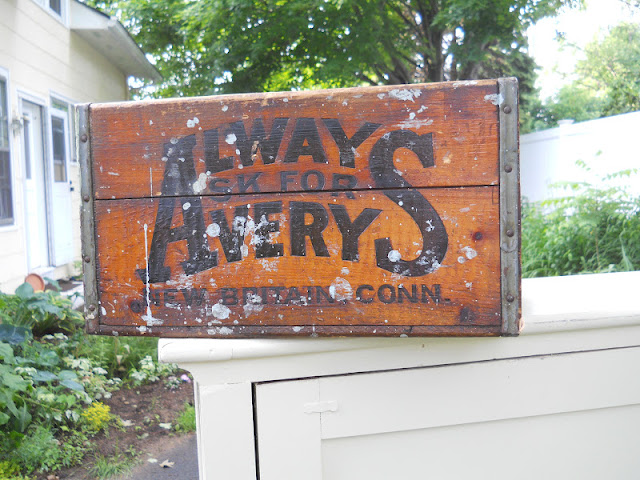 ALWAYS
ASK FOR
AVERYS
NEW BRITAIN, CONN.